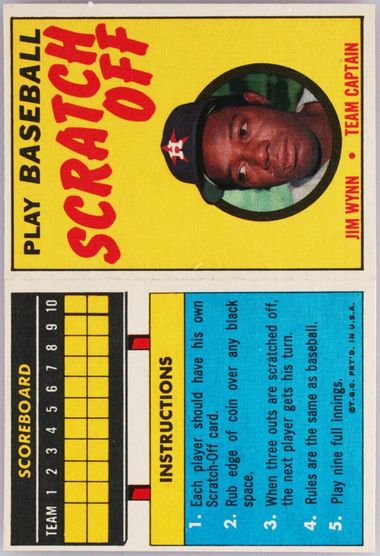 PLAY BASEBALL
SCRATCH
OFF
H
JIM WYNN • TEAM CAPTAIN
SCOREBOARD
TEAM 1 2 3 4 5 6 7 8 9 10
INSTRUCTIONS
1. Each player should have his own
Scratch-Off card.
2. Rub edge of coin over any black
space.
3. When three outs are scratched off,
the next player gets his turn.
4. Rules are the same as baseball.
5. Play nine full innings.
©T.C.G. PRT'D. IN U.S.A.